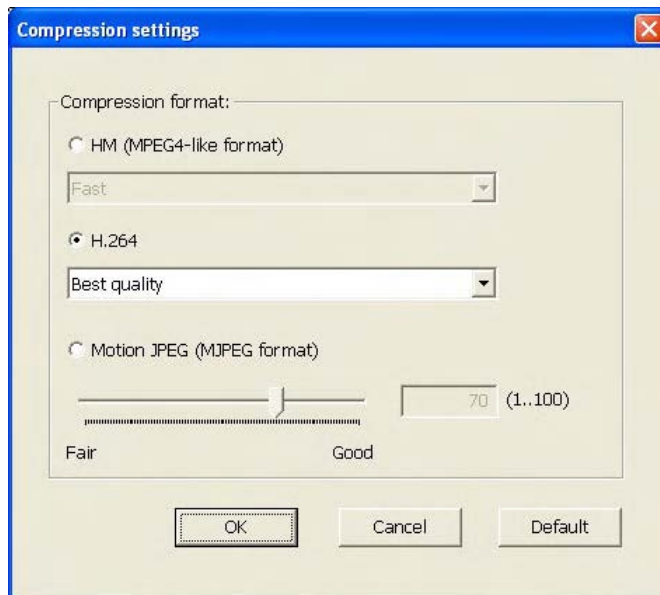 Compression settings
Compression format:
HM (MPEG4-like format)
Fast
H.264
Best quality
Motion JPEG (MJPEG format)
70 (1..100)
Fair Good
OK Cancel Default